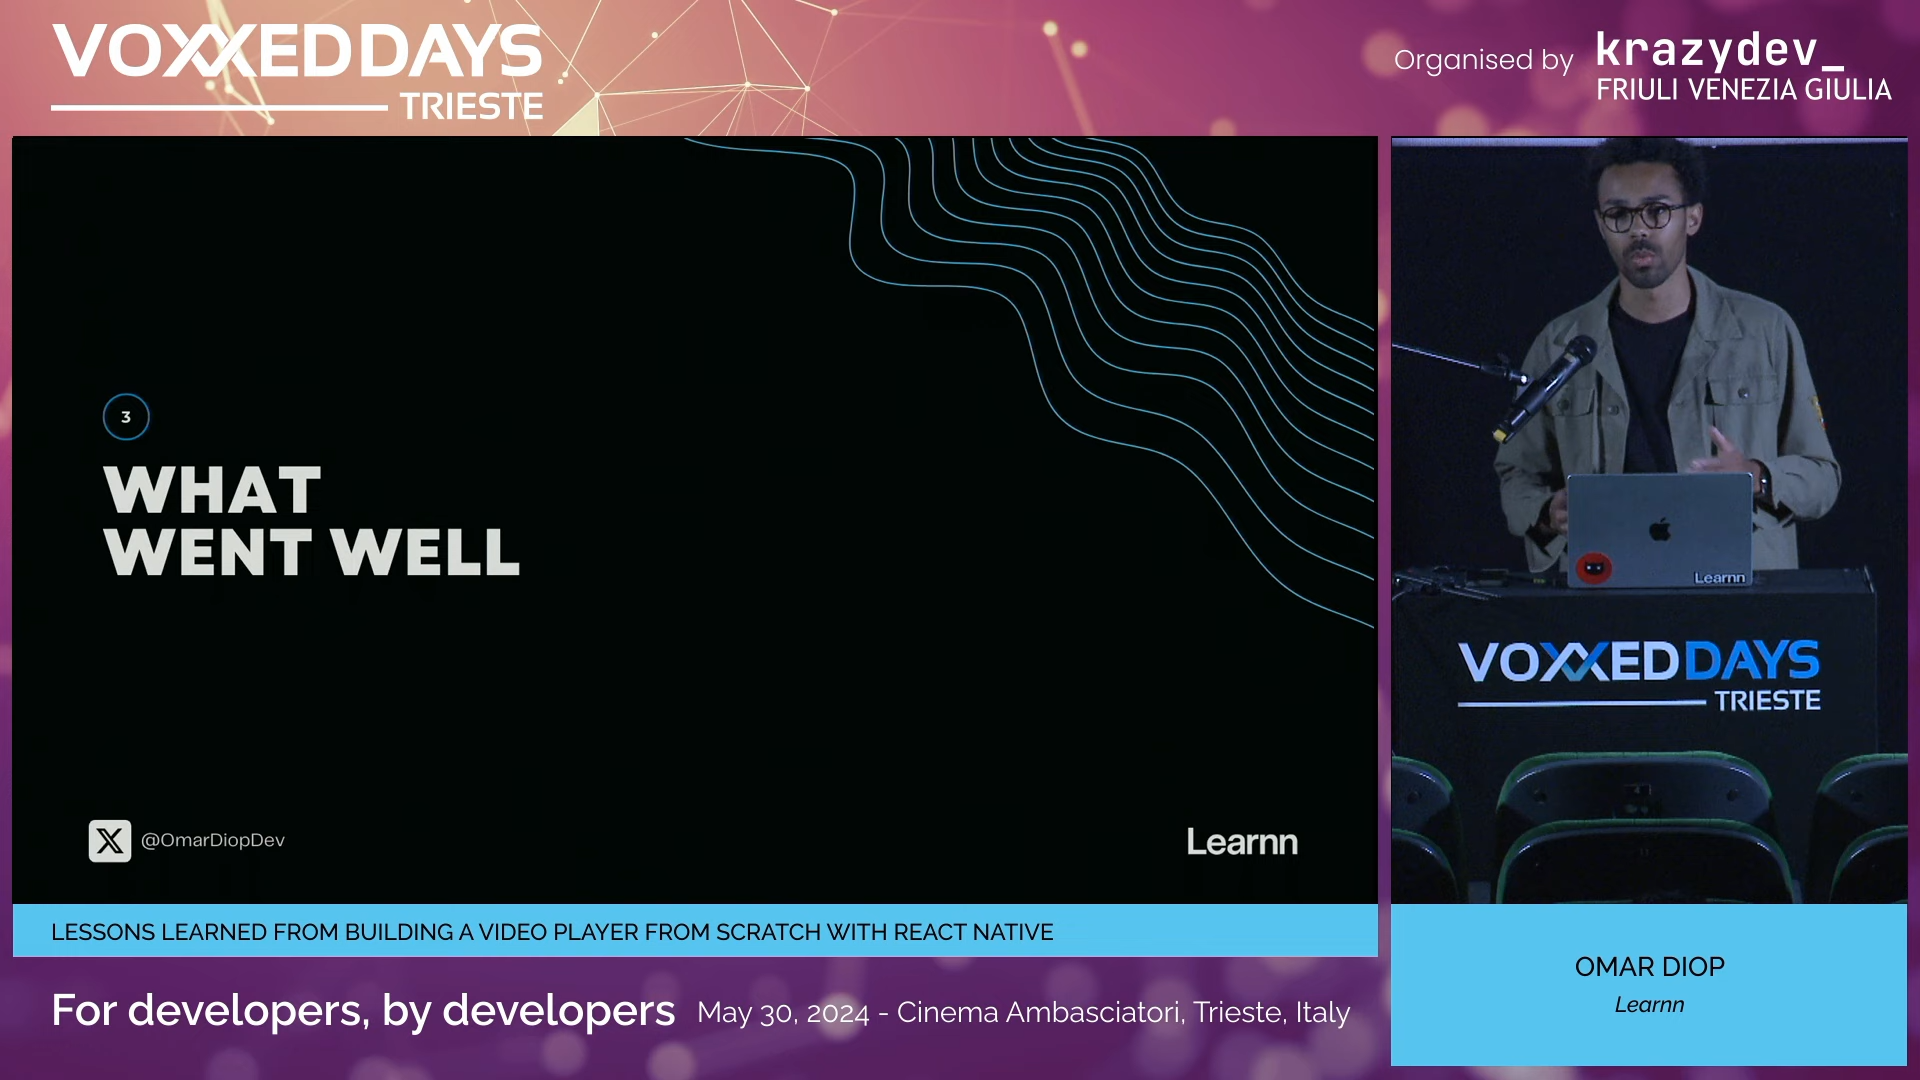 VOXXEDDAYS
TRIESTE
Organised by
krazydev_
FRIULI VENEZIA GIULIA
3
WHAT
WENT WELL
@OmarDiopDev
Learnn
Learnn
VOXXEDDAYS
TRIESTE
LESSONS LEARNED FROM BUILDING A VIDEO PLAYER FROM SCRATCH WITH REACT NATIVE
OMAR DIOP
Learnn
For developers, by developers
May 30, 2024 - Cinema Ambasciatori, Trieste, Italy